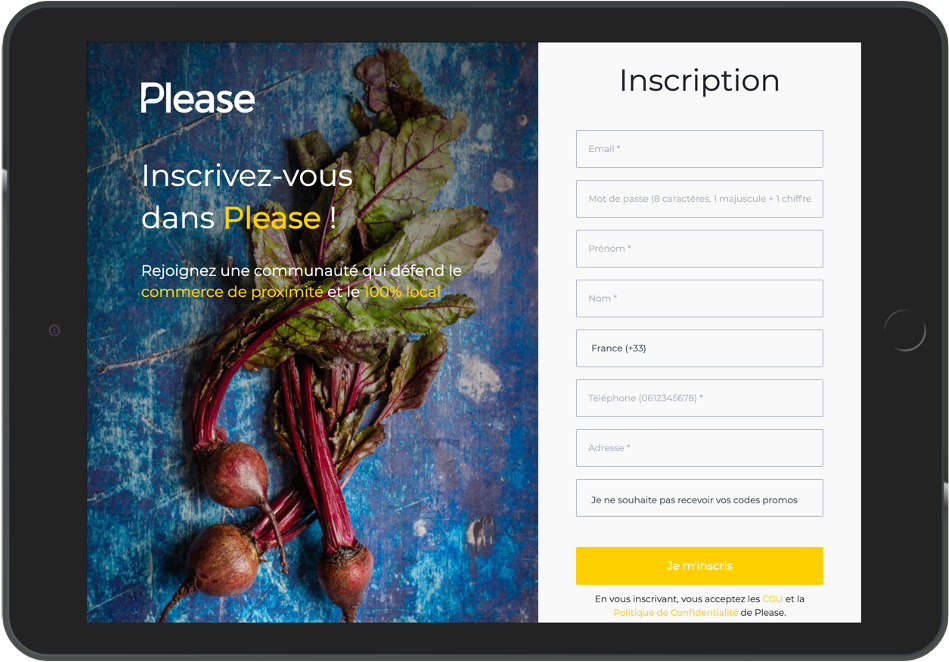 Please
Inscrivez-vous
dans Please !
Rejoignez une communauté qui défend le
commerce de proximité et le 100% local
Inscription
Email *
Mot de passe (8 caractères, 1 majuscule + 1 chiffre
Prénom *
Nom *
France (+33)
Téléphone (0612345678) *
Adresse *
Je ne souhaite pas recevoir vos codes promos
Je m'inscris
En vous inscrivant, vous acceptez les CGU et la
Politique de Confidentialité de Please.